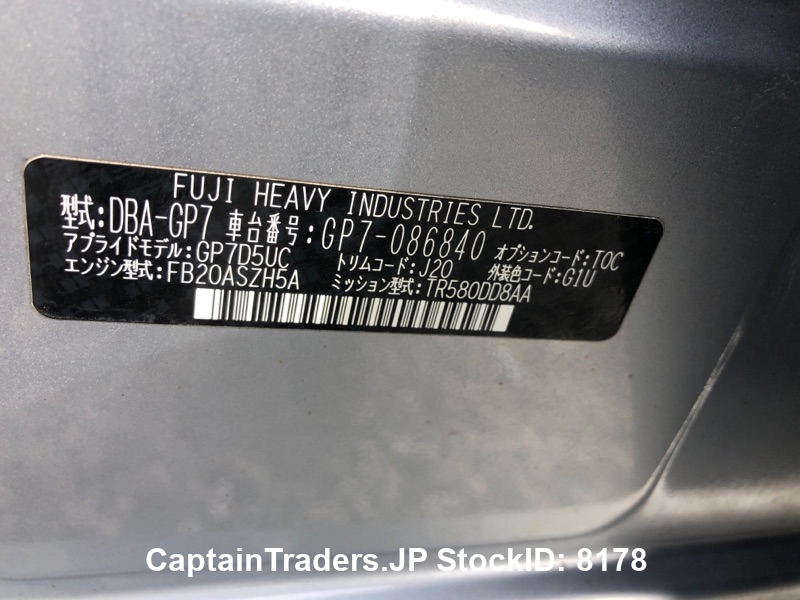 FUJI HEAVY INDUSTRIES LTD.
型式:DBA-GP7 車台番号:GP7-086840 オプションコード:TOC
アプライドモデル:GP7D5UC トリムコード:J20 外装色コード:G1U
エンジン型式:FB20ASZH5A ミッション型式:TR580DD8AA
CaptainTraders.JP StockID: 8178